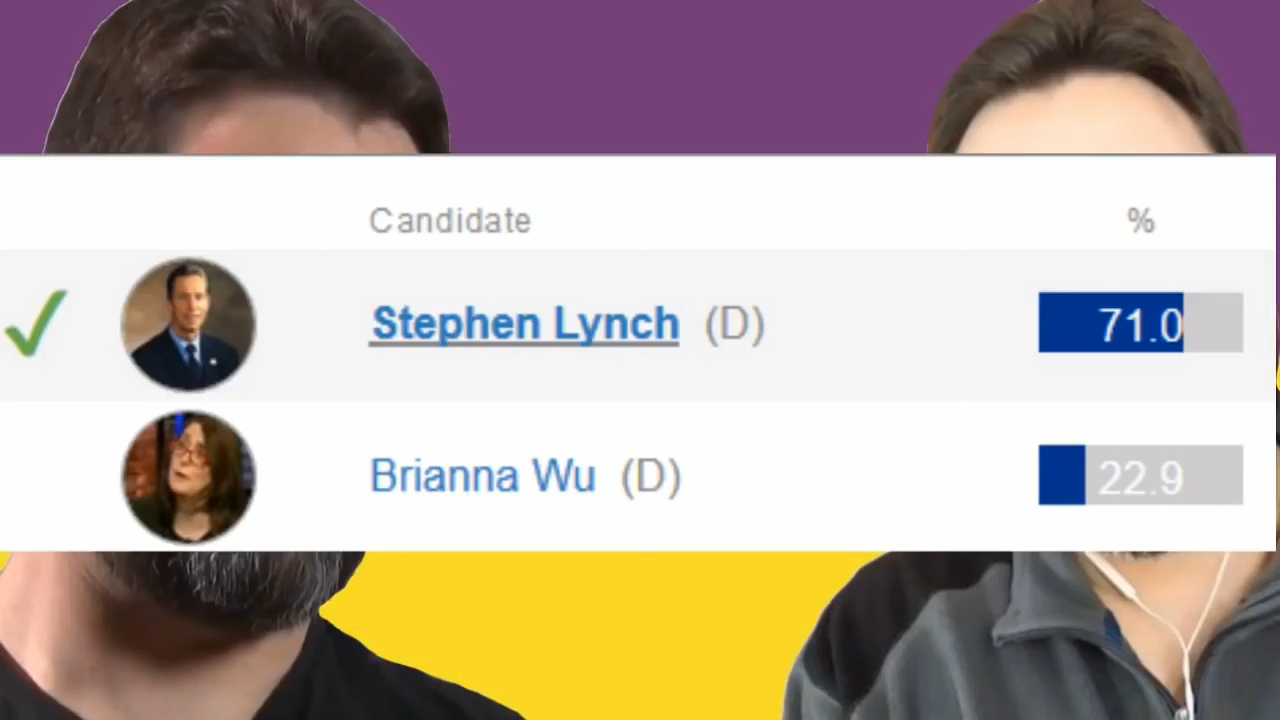 Candidate %
Stephen Lynch (D) 71.0
Brianna Wu (D) 22.9